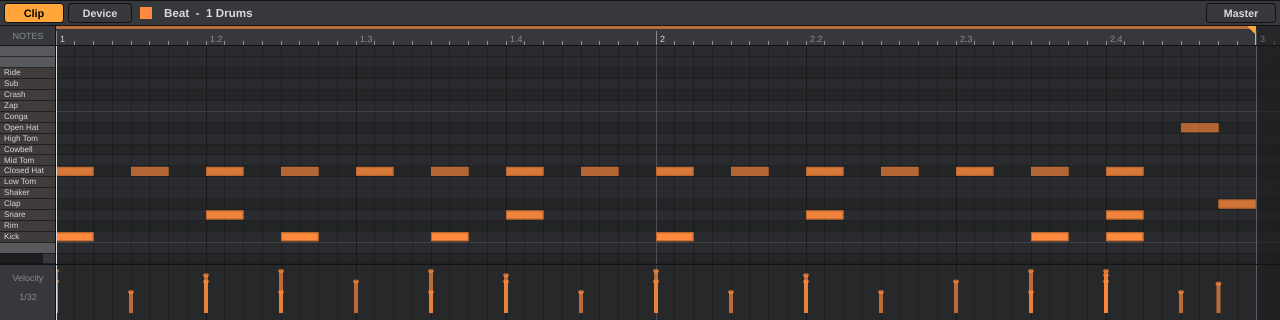 Clip Device Beat - 1 Drums Master
NOTES 1 1.2 1.3 1.4 2 2.2 2.3 2.4 3
Ride
Sub
Crash
Zap
Conga
Open Hat
High Tom
Cowbell
Mid Tom
Closed Hat
Low Tom
Shaker
Clap
Snare
Rim
Kick
Velocity
1/32